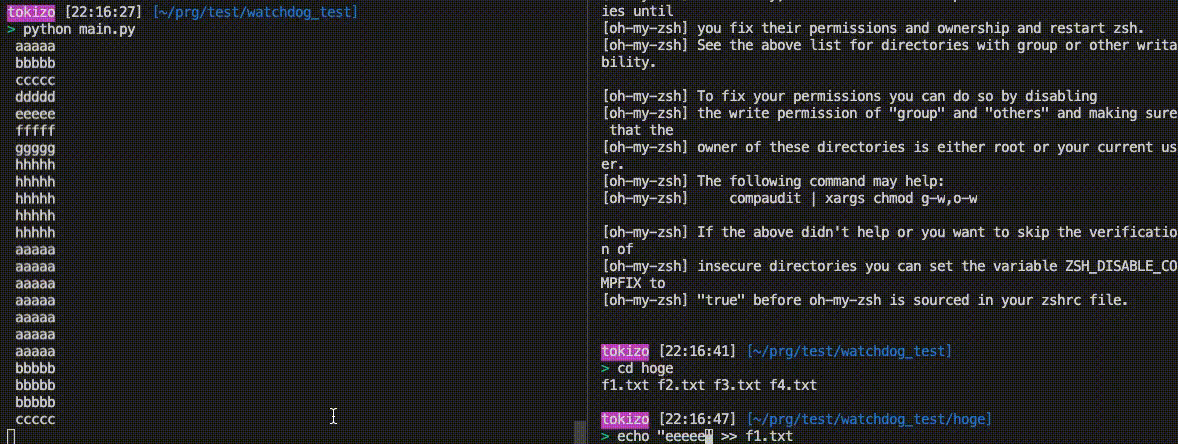 tokizo [22:16:27] [~/prg/test/watchdog_test]
> python main.py
aaaaa
bbbbb
ccccc
ddddd
eeeee
fffff
ggggg
hhhhh
hhhhh
hhhhh
hhhhh
hhhhh
aaaaa
aaaaa
aaaaa
aaaaa
aaaaa
aaaaa
aaaaa
bbbbb
bbbbb
bbbbb
ccccc
ies until
[oh-my-zsh] you fix their permissions and ownership and restart zsh.
[oh-my-zsh] See the above list for directories with group or other writa
bility.
[oh-my-zsh] To fix your permissions you can do so by disabling
[oh-my-zsh] the write permission of "group" and "others" and making sure
that the
[oh-my-zsh] owner of these directories is either root or your current us
er.
[oh-my-zsh] The following command may help:
[oh-my-zsh]     compaudit | xargs chmod g-w,o-w
[oh-my-zsh] If the above didn't help or you want to skip the verificatio
n of
[oh-my-zsh] insecure directories you can set the variable ZSH_DISABLE_CO
MPFIX to
[oh-my-zsh] "true" before oh-my-zsh is sourced in your zshrc file.
tokizo [22:16:41] [~/prg/test/watchdog_test]
> cd hoge
f1.txt f2.txt f3.txt f4.txt
tokizo [22:16:47] [~/prg/test/watchdog_test/hoge]
> echo "eeeee" >> f1.txt